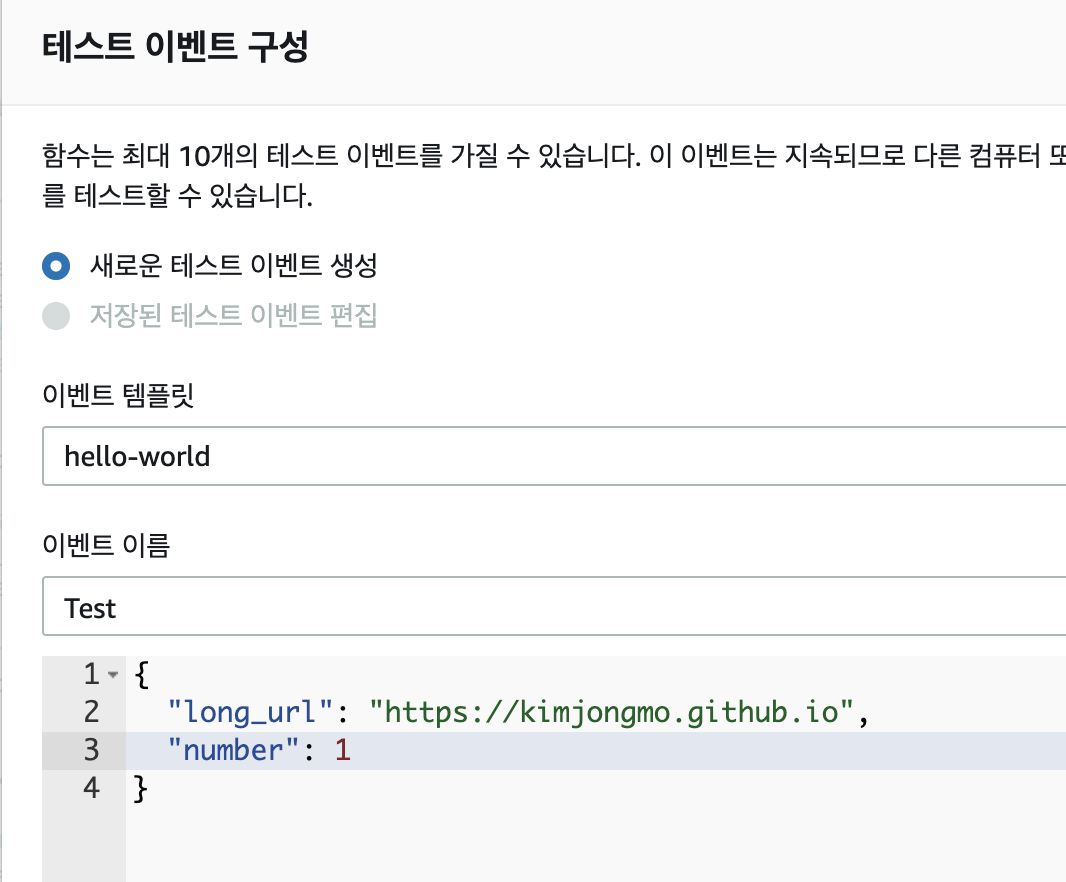 테스트 이벤트 구성
함수는 최대 10개의 테스트 이벤트를 가질 수 있습니다. 이 이벤트는 지속되므로 다른 컴퓨터
를 테스트할 수 있습니다.
새로운 테스트 이벤트 생성
저장된 테스트 이벤트 편집
이벤트 템플릿
hello-world
이벤트 이름
Test
1 {
2 "long_url": "https://kimjongmo.github.io",
3 "number": 1
4 }